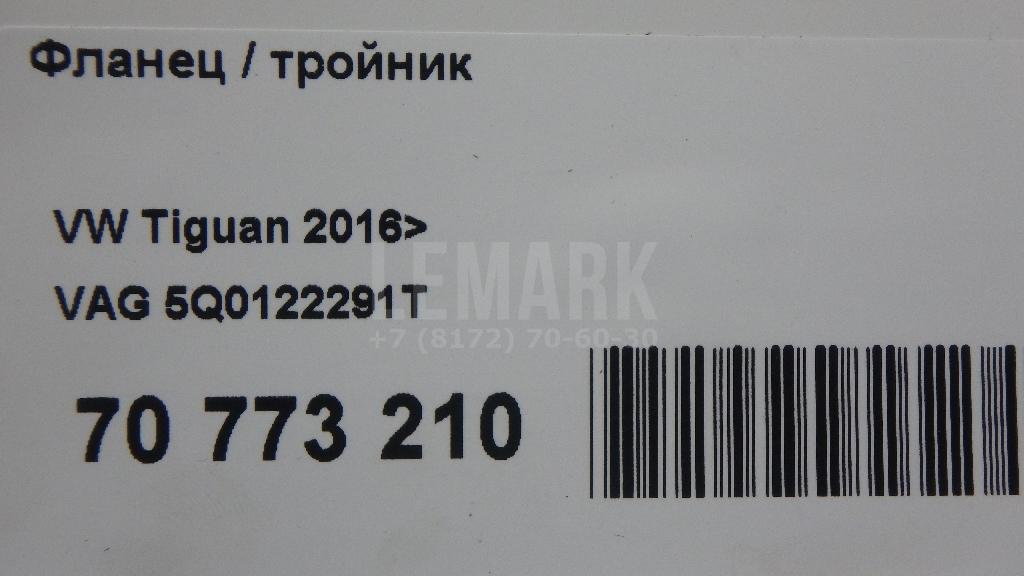 Фланец / тройник
VW Tiguan 2016>
VAG 5Q0122291T
LEMARK
+7 (8172) 70-60-30
70 773 210